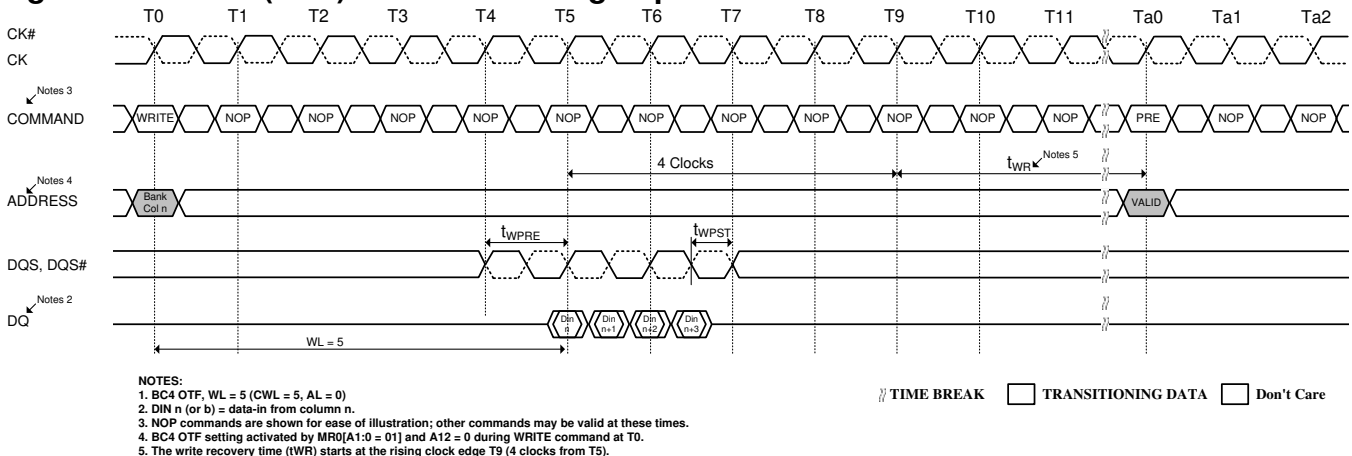 T0 T1 T2 T3 T4 T5 T6 T7 T8 T9 T10 T11 Ta0 Ta1 Ta2
CK#
CK
Notes 3
COMMAND WRITE NOP NOP NOP NOP NOP NOP NOP NOP NOP NOP NOP PRE NOP NOP
4 Clocks tWR Notes 5
Notes 4
ADDRESS Bank Col n VALID
tWPRE tWPST
DQS, DQS#
Notes 2
DQ Din n Din n+1 Din n+2 Din n+3
WL = 5
NOTES:
1. BC4 OTF, WL = 5 (CWL = 5, AL = 0)
2. DIN n (or b) = data-in from column n.
3. NOP commands are shown for ease of illustration; other commands may be valid at these times.
4. BC4 OTF setting activated by MR0[A1:0 = 01] and A12 = 0 during WRITE command at T0.
5. The write recovery time (tWR) starts at the rising clock edge T9 (4 clocks from T5).
TIME BREAK TRANSITIONING DATA Don't Care